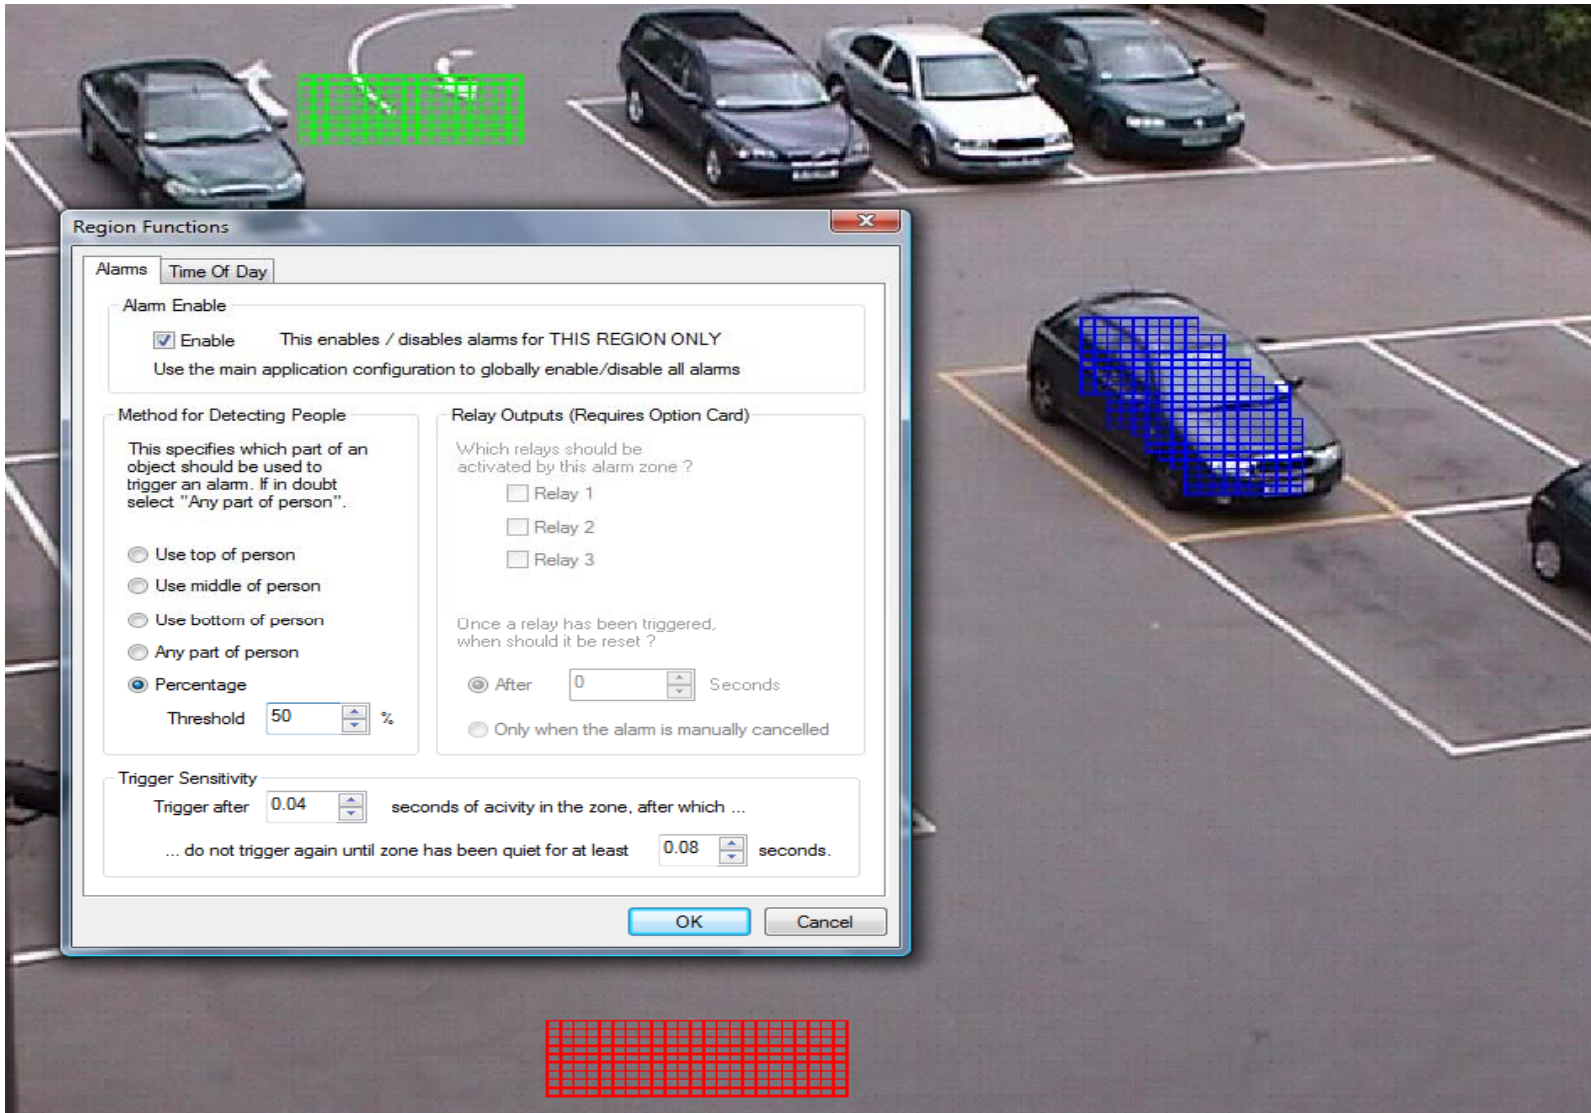 Region Functions
Alarms
Time Of Day
Alarm Enable
Enable
This enables / disables alarms for THIS REGION ONLY
Use the main application configuration to globally enable/disable all alarms
Method for Detecting People
This specifies which part of an
object should be used to
trigger an alarm. If in doubt
select "Any part of person".
Use top of person
Use middle of person
Use bottom of person
Any part of person
Percentage
Threshold 50 %
Relay Outputs (Requires Option Card)
Which relays should be
activated by this alarm zone ?
Relay 1
Relay 2
Relay 3
Once a relay has been triggered,
when should it be reset ?
After 0 Seconds
Only when the alarm is manually cancelled
Trigger Sensitivity
Trigger after 0.04 seconds of acivity in the zone, after which ...
... do not trigger again until zone has been quiet for at least 0.08 seconds.
OK
Cancel